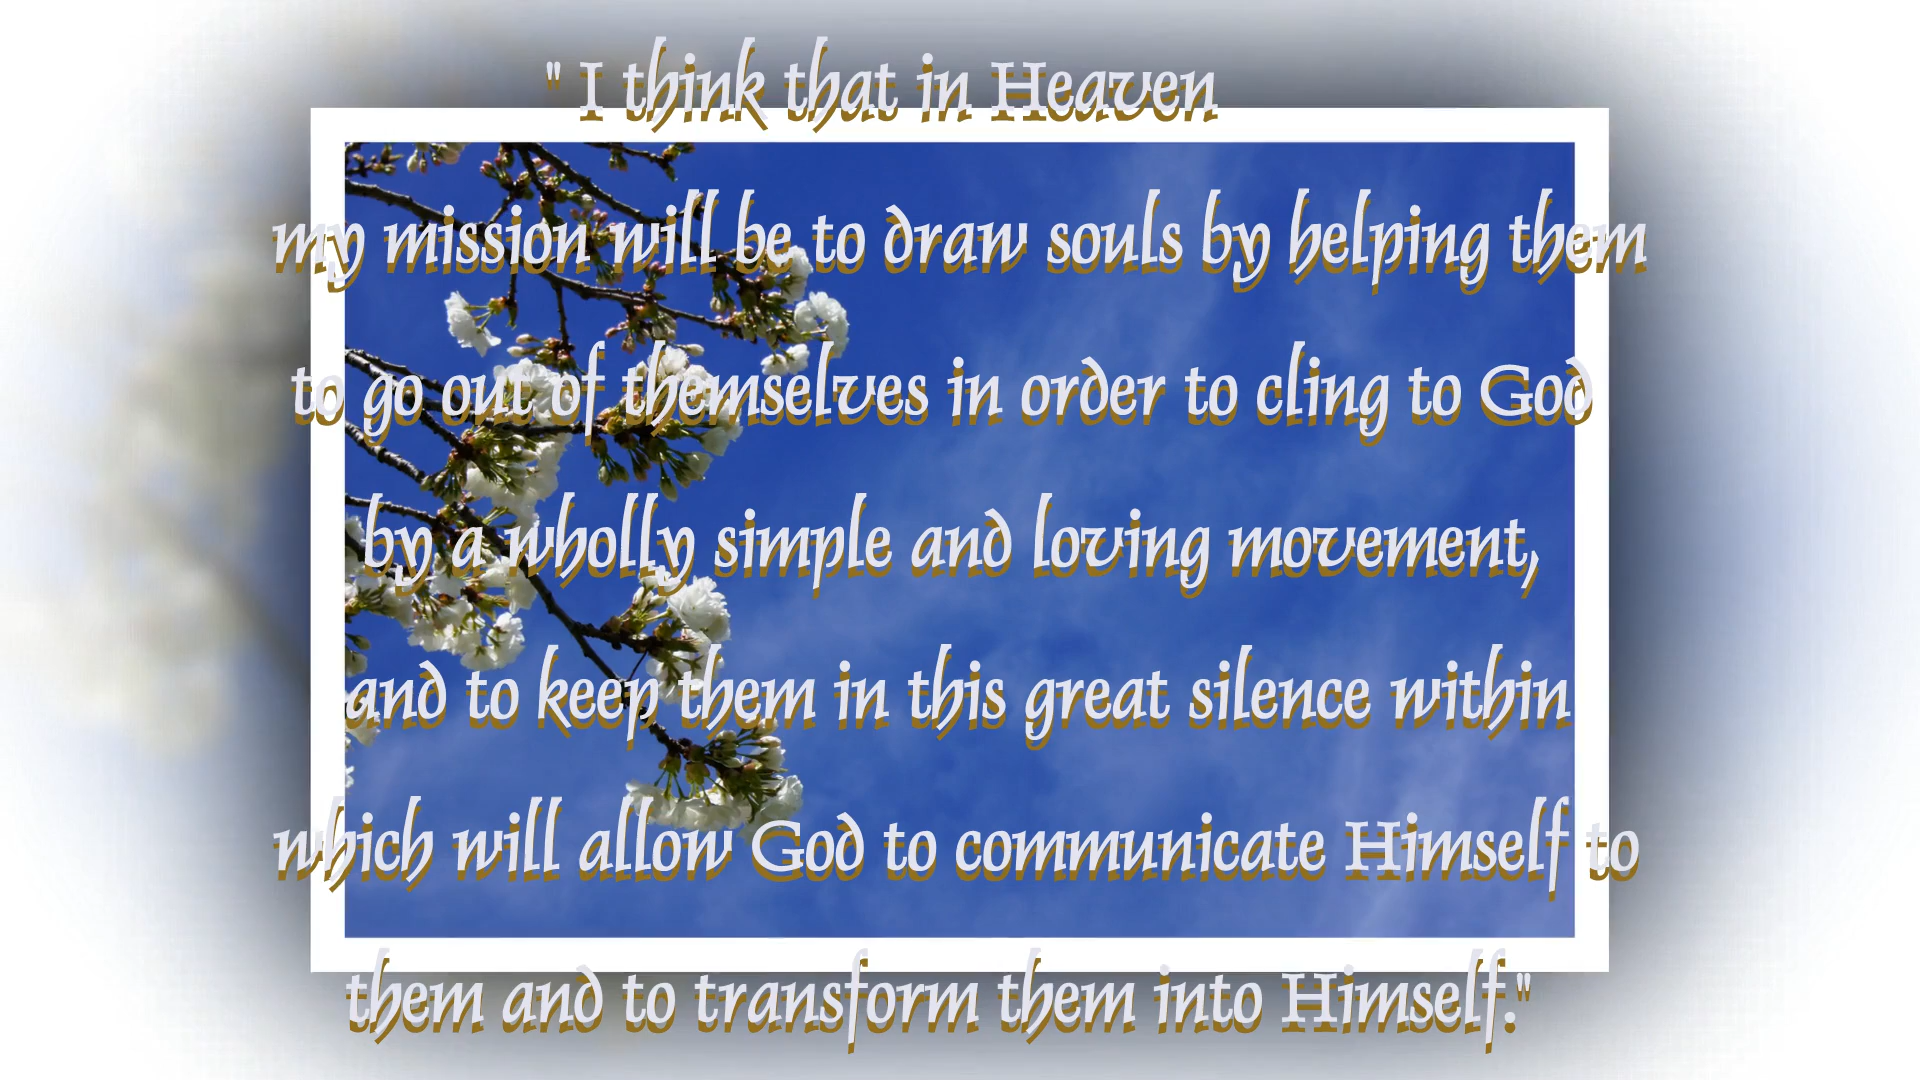 " I think that in Heaven
my mission will be to draw souls by helping them
to go out of themselves in order to cling to God
by a wholly simple and loving movement,
and to keep them in this great silence within
which will allow God to communicate Himself to
them and to transform them into Himself."